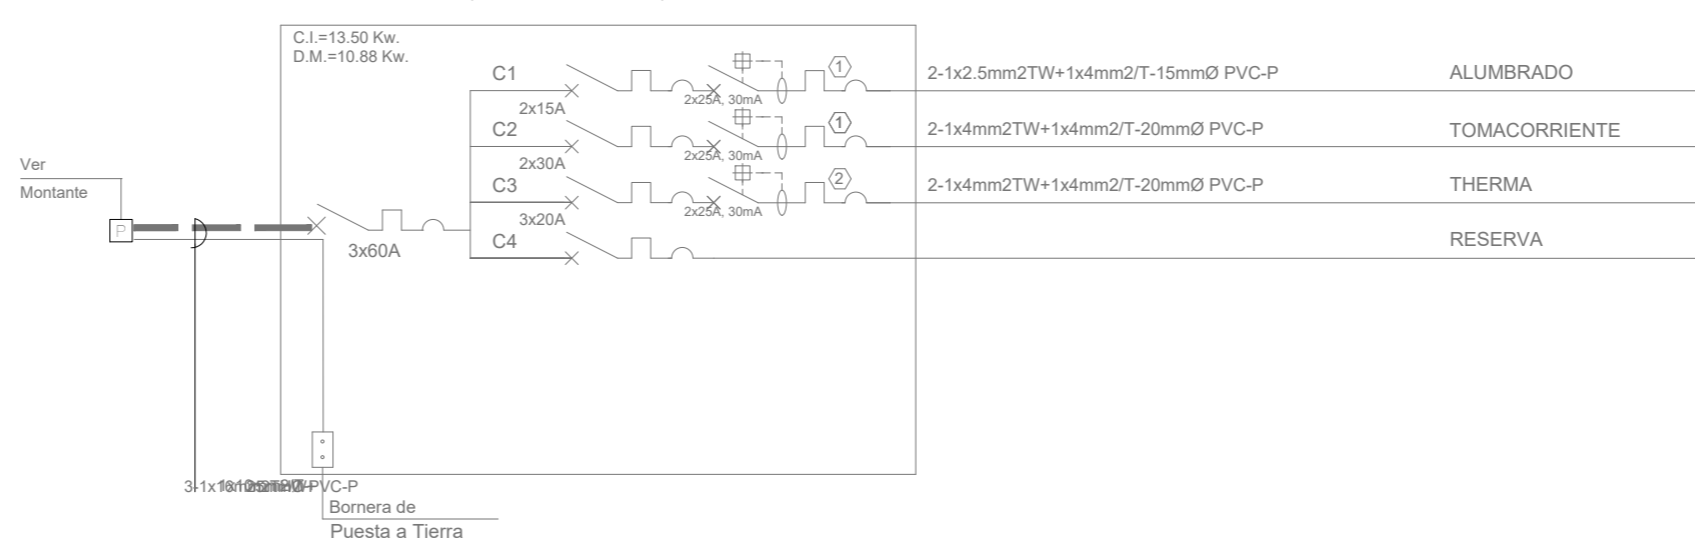 C.I.=13.50 Kw.
D.M.=10.88 Kw.
C1
2x15A
2x25A, 30mA
1
2-1x2.5mm2TW+1x4mm2/T-15mmØ PVC-P
ALUMBRADO
C2
2x30A
2x25A, 30mA
1
2-1x4mm2TW+1x4mm2/T-20mmØ PVC-P
TOMACORRIENTE
C3
3x20A
2x25A, 30mA
2
2-1x4mm2TW+1x4mm2/T-20mmØ PVC-P
THERMA
C4
RESERVA
Ver
Montante
P
3x60A
PVC-P
Bornera de
Puesta a Tierra